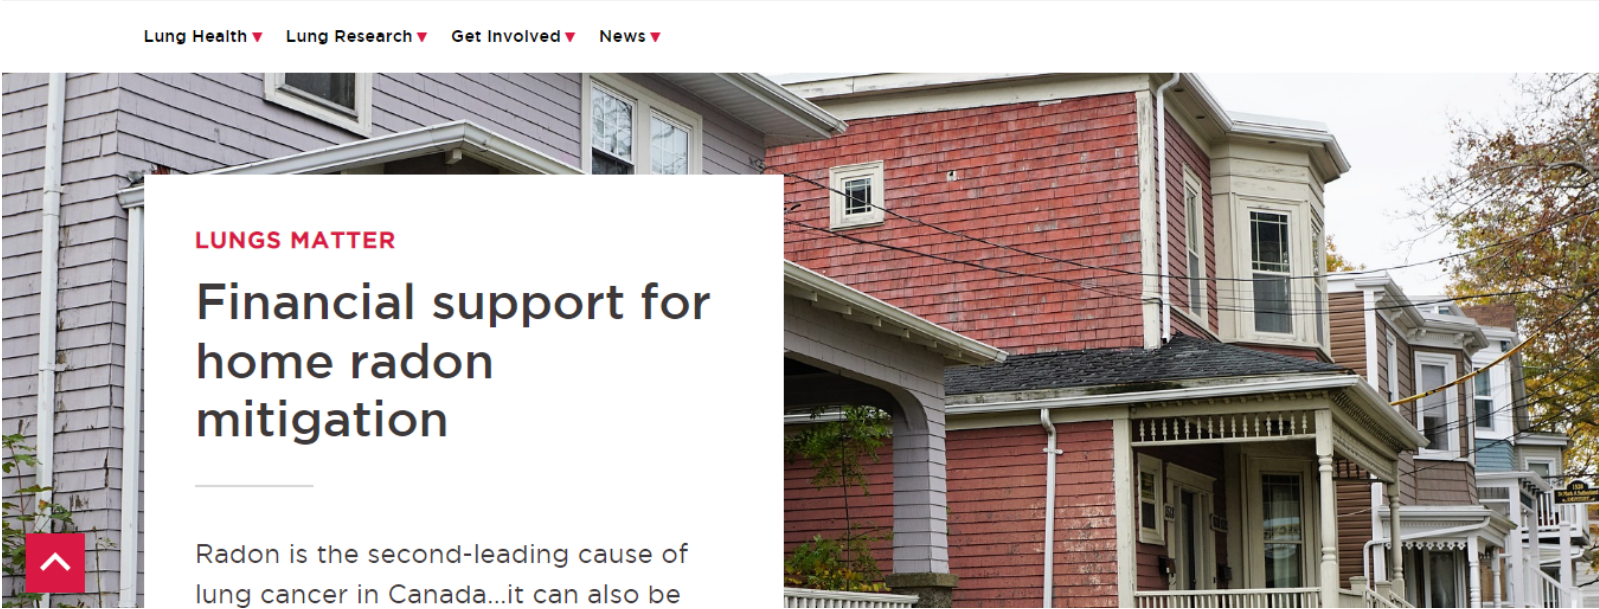 Lung Health ▼ Lung Research ▼ Get Involved ▼ News ▼
LUNGS MATTER
Financial support for
home radon
mitigation
Radon is the second-leading cause of
lung cancer in Canada...it can also be